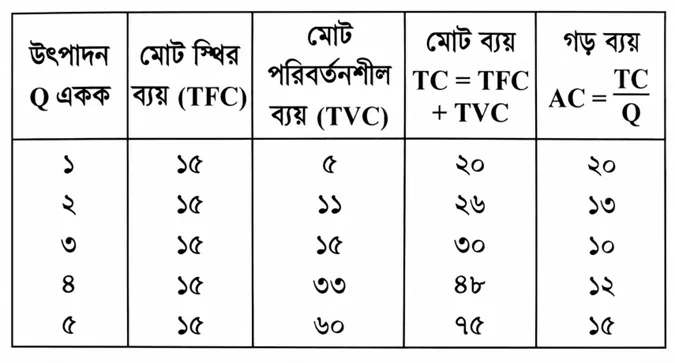 উৎপাদন Q একক | মোট স্থির ব্যয় (TFC) | মোট পরিবর্তনশীল ব্যয় (TVC) | মোট ব্যয় TC = TFC + TVC | গড় ব্যয় AC = TC/Q
১ ১৫ ৫ ২০ ২০
২ ১৫ ১১ ২৬ ১৩
৩ ১৫ ১৫ ৩০ ১০
৪ ১৫ ৩৩ ৪৮ ১২
৫ ১৫ ৬০ ৭৫ ১৫